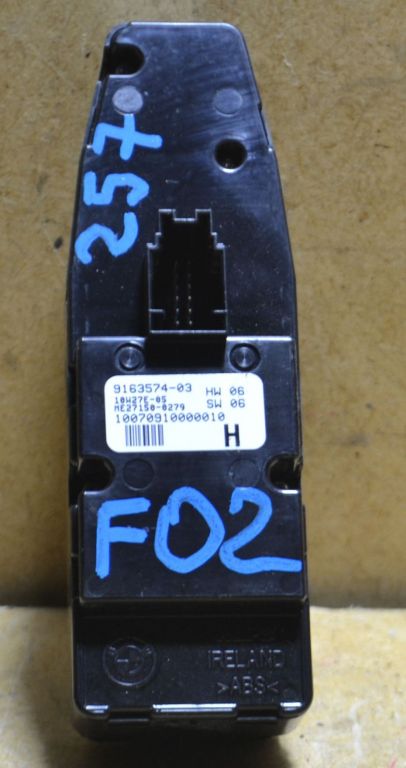 257
9163574-03 HW 06
10W27E-05
ME27150-0279 SW 06
10070910000010
H
F02
IRELAND
>ABS<